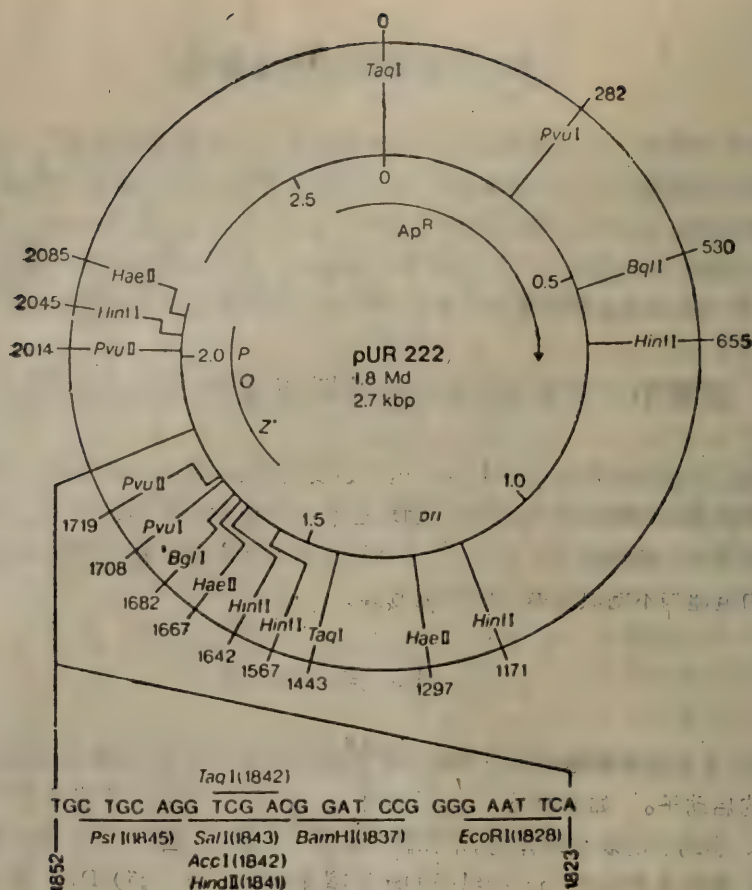 0
TaqI
282
PvuI
0
2.5
Ap^R
2085
HaeII
530
BglI
0.5
2045
HinfI
655
HinfI
2014
PvuII
2.0
P
O
Z'
pUR 222
1.8 Md
2.7 kbp
1.0
ori
1.5
PvuII
1719
PvuI
1708
BglI
1682
HaeII
1667
HinfI
1642
HinfI
1567
TaqI
1443
HaeII
1297
HinfI
1171
TaqI(1842)
TGC TGC AGG TCG ACG GAT CCG GGG AAT TCA
PstI(1845) SalI(1843) BamHI(1837) EcoRI(1828)
AccI(1842)
HindII(1841)
1852
1823